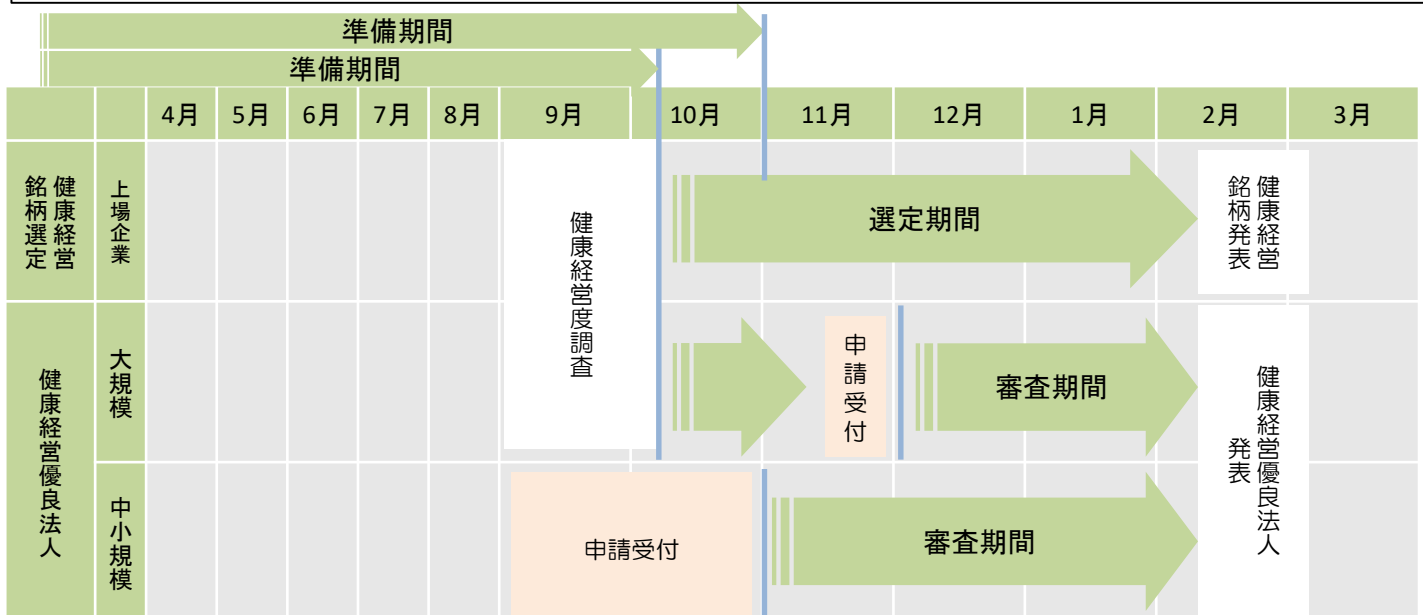 準備期間
準備期間
4月 5月 6月 7月 8月 9月 10月 11月 12月 1月 2月 3月
健康経営
銘柄選定
上場企業
健康経営度調査
選定期間
健康経営
銘柄発表
健康経営優良法人
大規模
申請受付
審査期間
健康経営優良法人
発表
中小規模
申請受付
審査期間